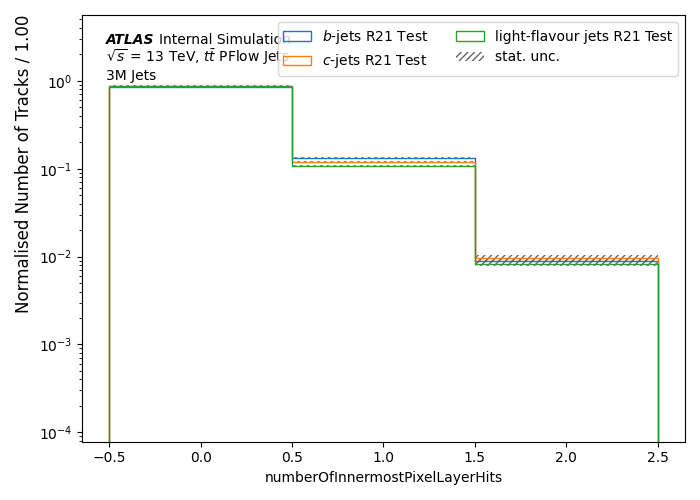 ATLAS Internal Simulation
√s = 13 TeV, tt̄ PFlow Jets
3M Jets
b-jets R21 Test
c-jets R21 Test
light-flavour jets R21 Test
stat. unc.
Normalised Number of Tracks / 1.00
10⁰
10⁻¹
10⁻²
10⁻³
10⁻⁴
−0.5 0.0 0.5 1.0 1.5 2.0 2.5
numberOfInnermostPixelLayerHits